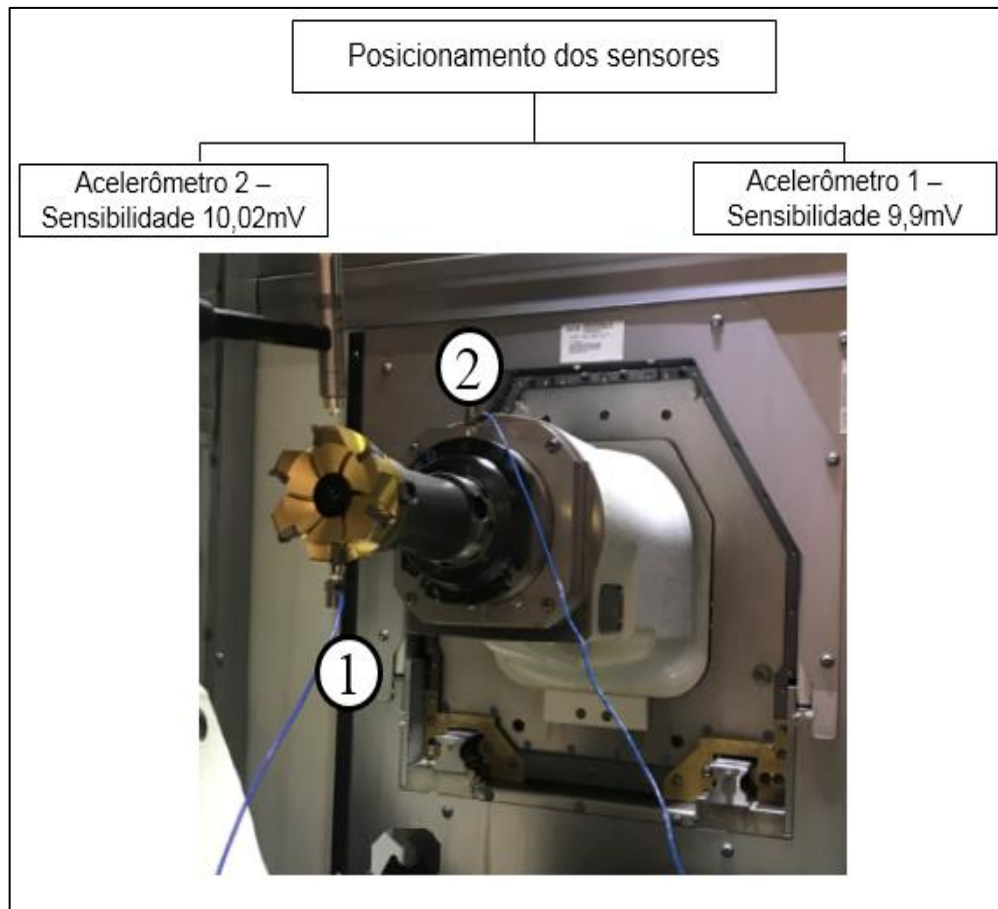 Posicionamento dos sensores
Acelerômetro 2 –
Sensibilidade 10,02mV
Acelerômetro 1 –
Sensibilidade 9,9mV
2
1